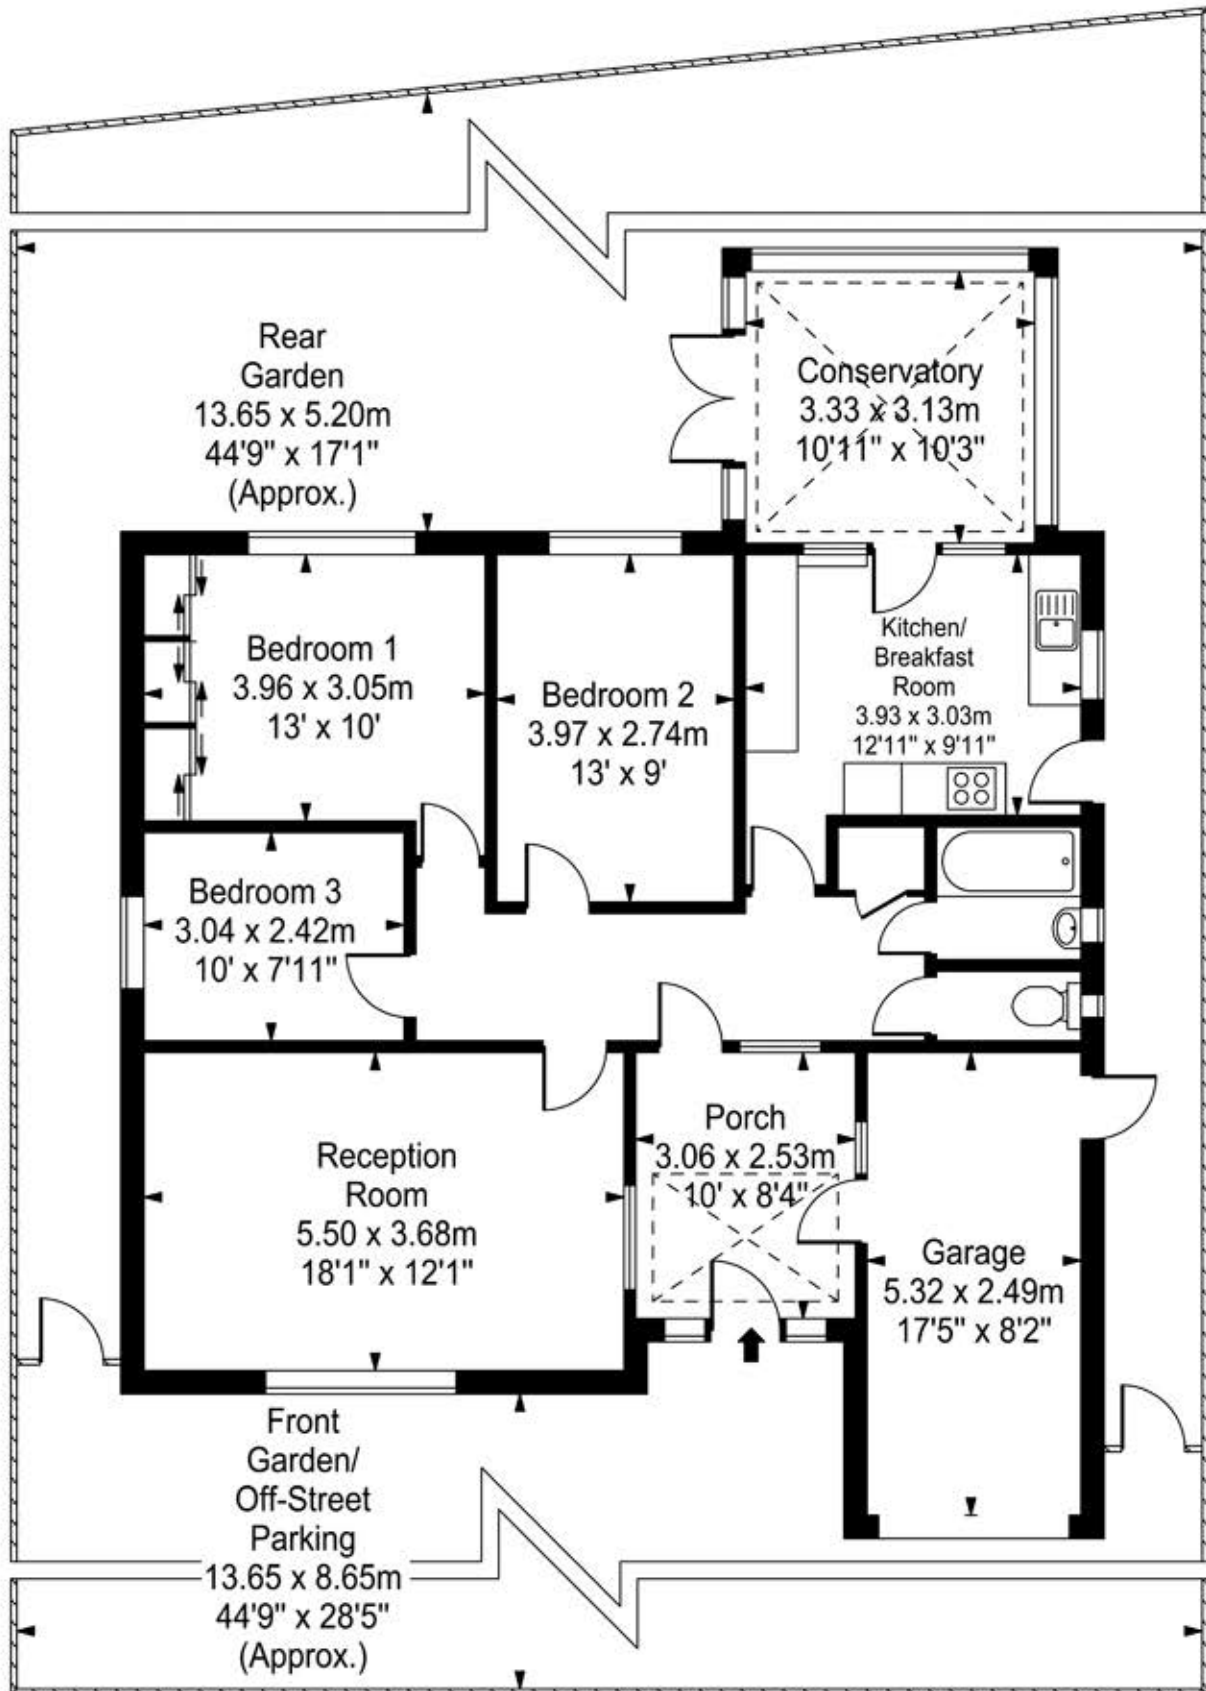 Rear
Garden
13.65 x 5.20m
44'9" x 17'1"
(Approx.)
Conservatory
3.33 x 3.13m
10'11" x 10'3"
Bedroom 1
3.96 x 3.05m
13' x 10'
Bedroom 2
3.97 x 2.74m
13' x 9'
Kitchen/
Breakfast
Room
3.93 x 3.03m
12'11" x 9'11"
Bedroom 3
3.04 x 2.42m
10' x 7'11"
Reception
Room
5.50 x 3.68m
18'1" x 12'1"
Porch
3.06 x 2.53m
10' x 8'4"
Garage
5.32 x 2.49m
17'5" x 8'2"
Front
Garden/
Off-Street
Parking
13.65 x 8.65m
44'9" x 28'5"
(Approx.)